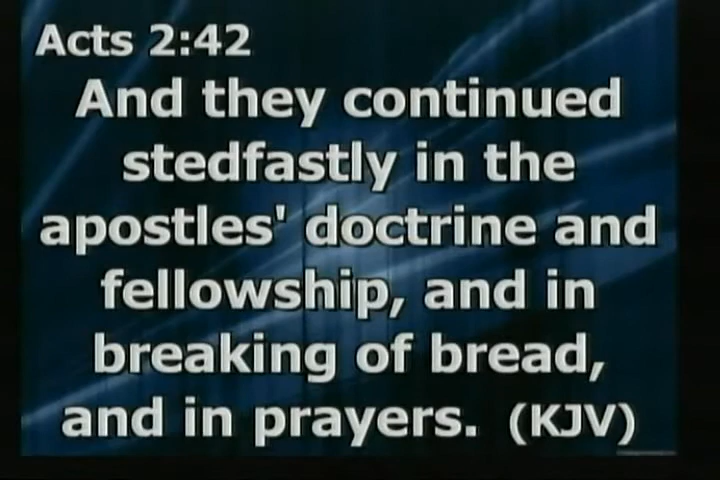 Acts 2:42
And they continued
stedfastly in the
apostles' doctrine and
fellowship, and in
breaking of bread,
and in prayers. (KJV)